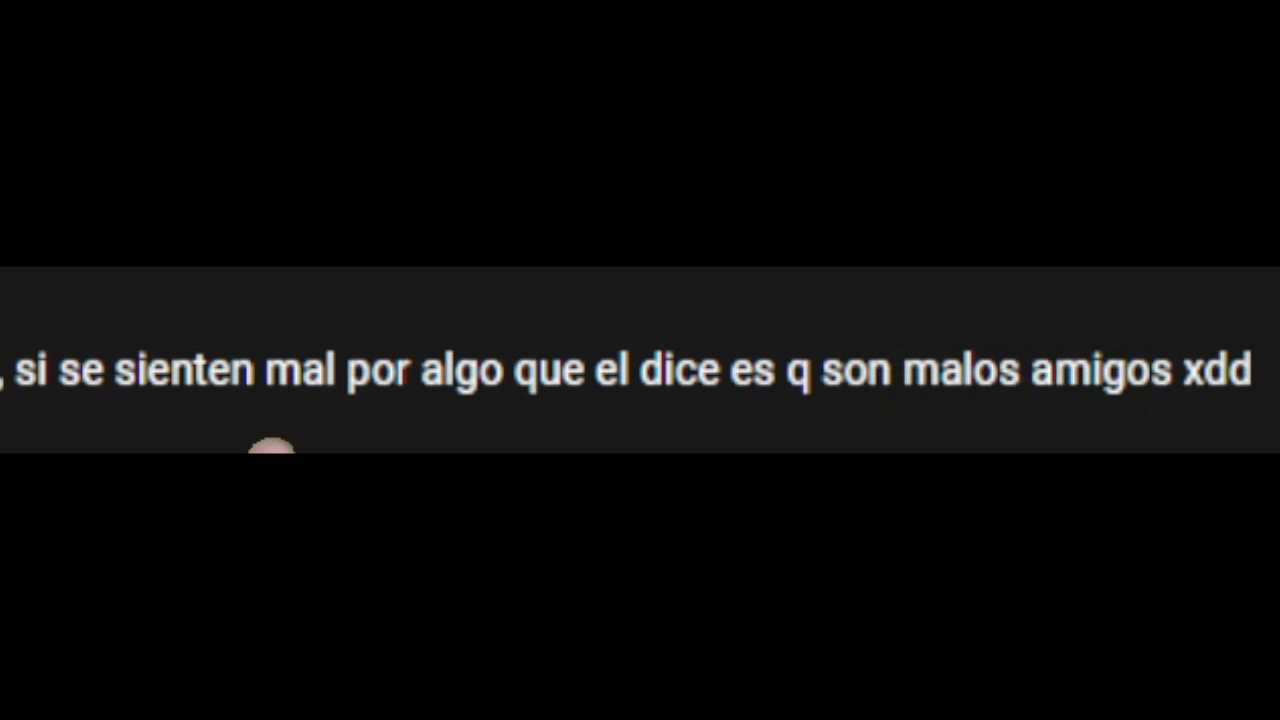 , si se sienten mal por algo que el dice es q son malos amigos xdd